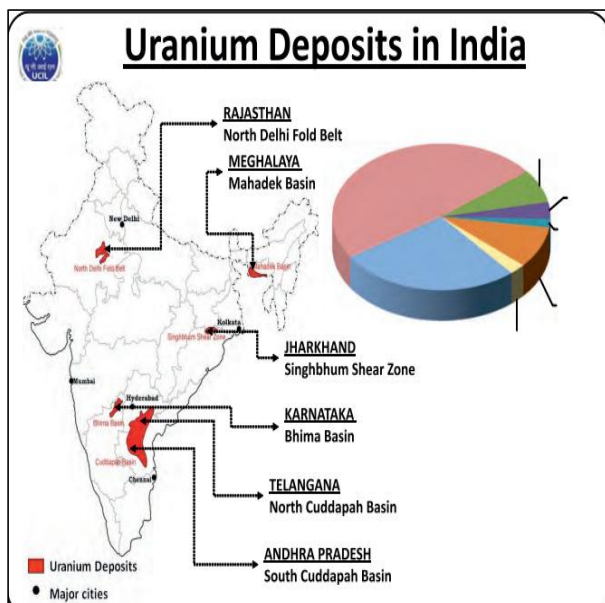 Uranium Deposits in India
UCIL
RAJASTHAN
North Delhi Fold Belt
MEGHALAYA
Mahadek Basin
New Delhi
North Delhi Fold Belt
Mahadek Basin
Kolkata
Singhbhum Shear Zone
JHARKHAND
Singhbhum Shear Zone
Mumbai
Hyderabad
Bhima Basin
KARNATAKA
Bhima Basin
Cuddapah Basin
Chennai
TELANGANA
North Cuddapah Basin
ANDHRA PRADESH
South Cuddapah Basin
Uranium Deposits
Major cities